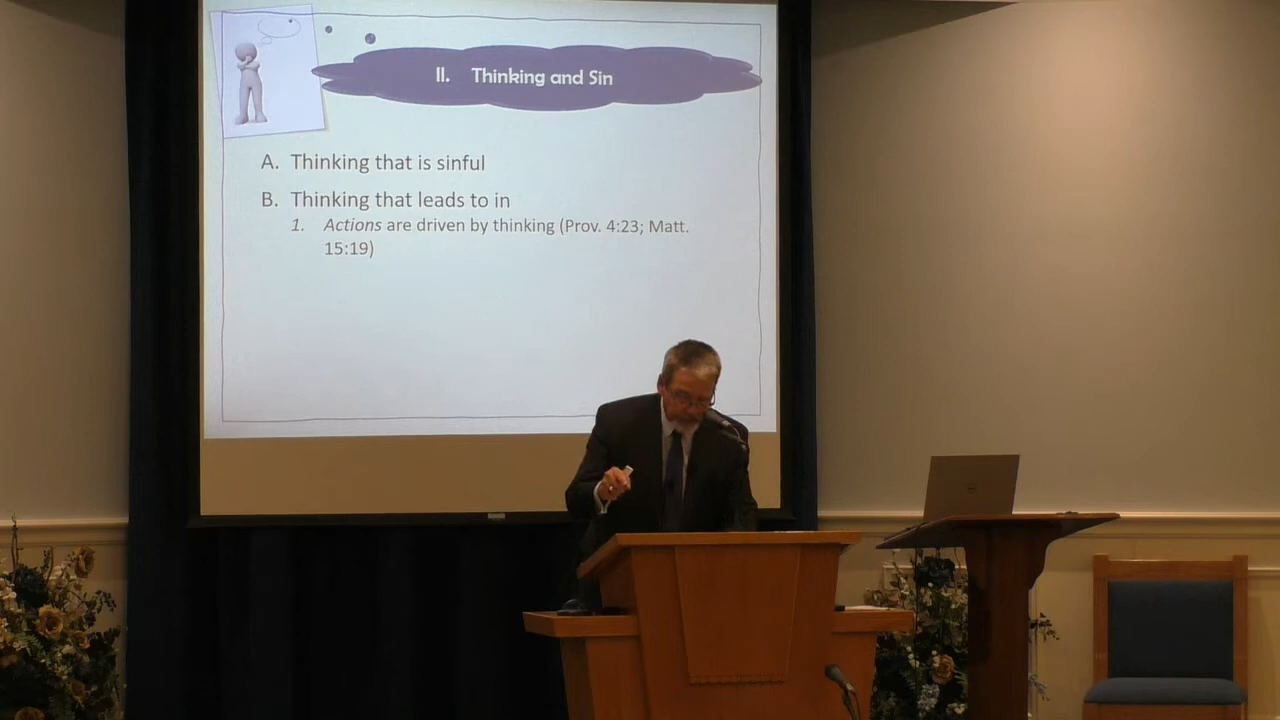 II. Thinking and Sin
A. Thinking that is sinful
B. Thinking that leads to in
1. Actions are driven by thinking (Prov. 4:23; Matt.
15:19)